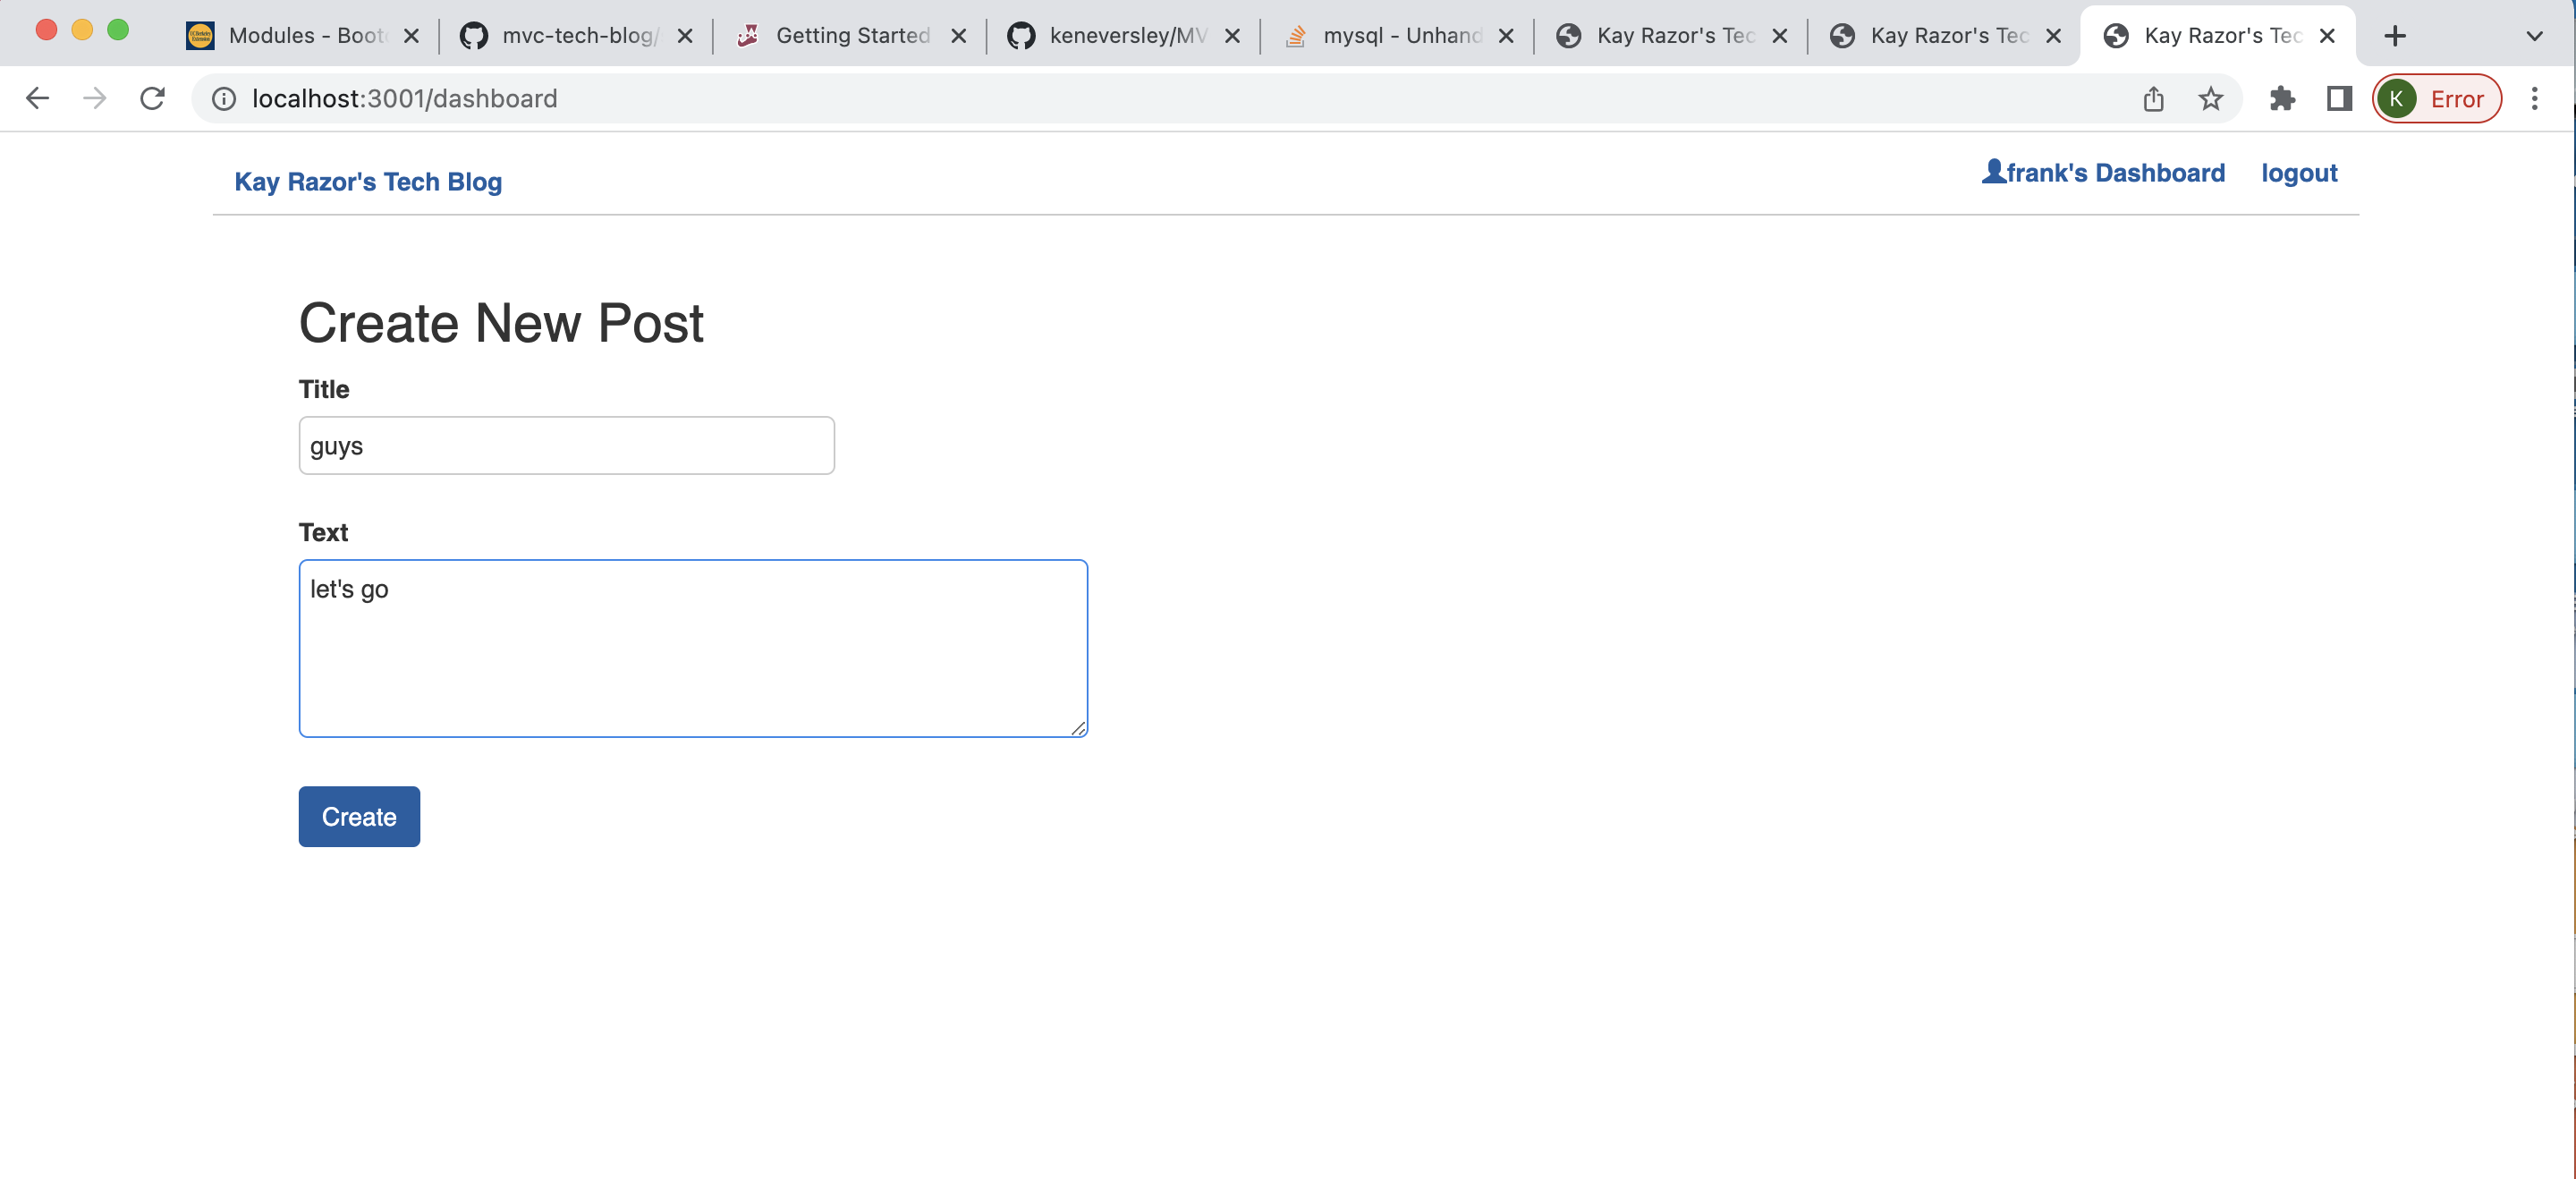 Modules - Boot
mvc-tech-blog/
Getting Started
keneversley/MV
mysql - Unhand
Kay Razor's Tec
Kay Razor's Tec
Kay Razor's Tec
localhost:3001/dashboard
K
Error
Kay Razor's Tech Blog
frank's Dashboard
logout
Create New Post
Title
guys
Text
let's go
Create